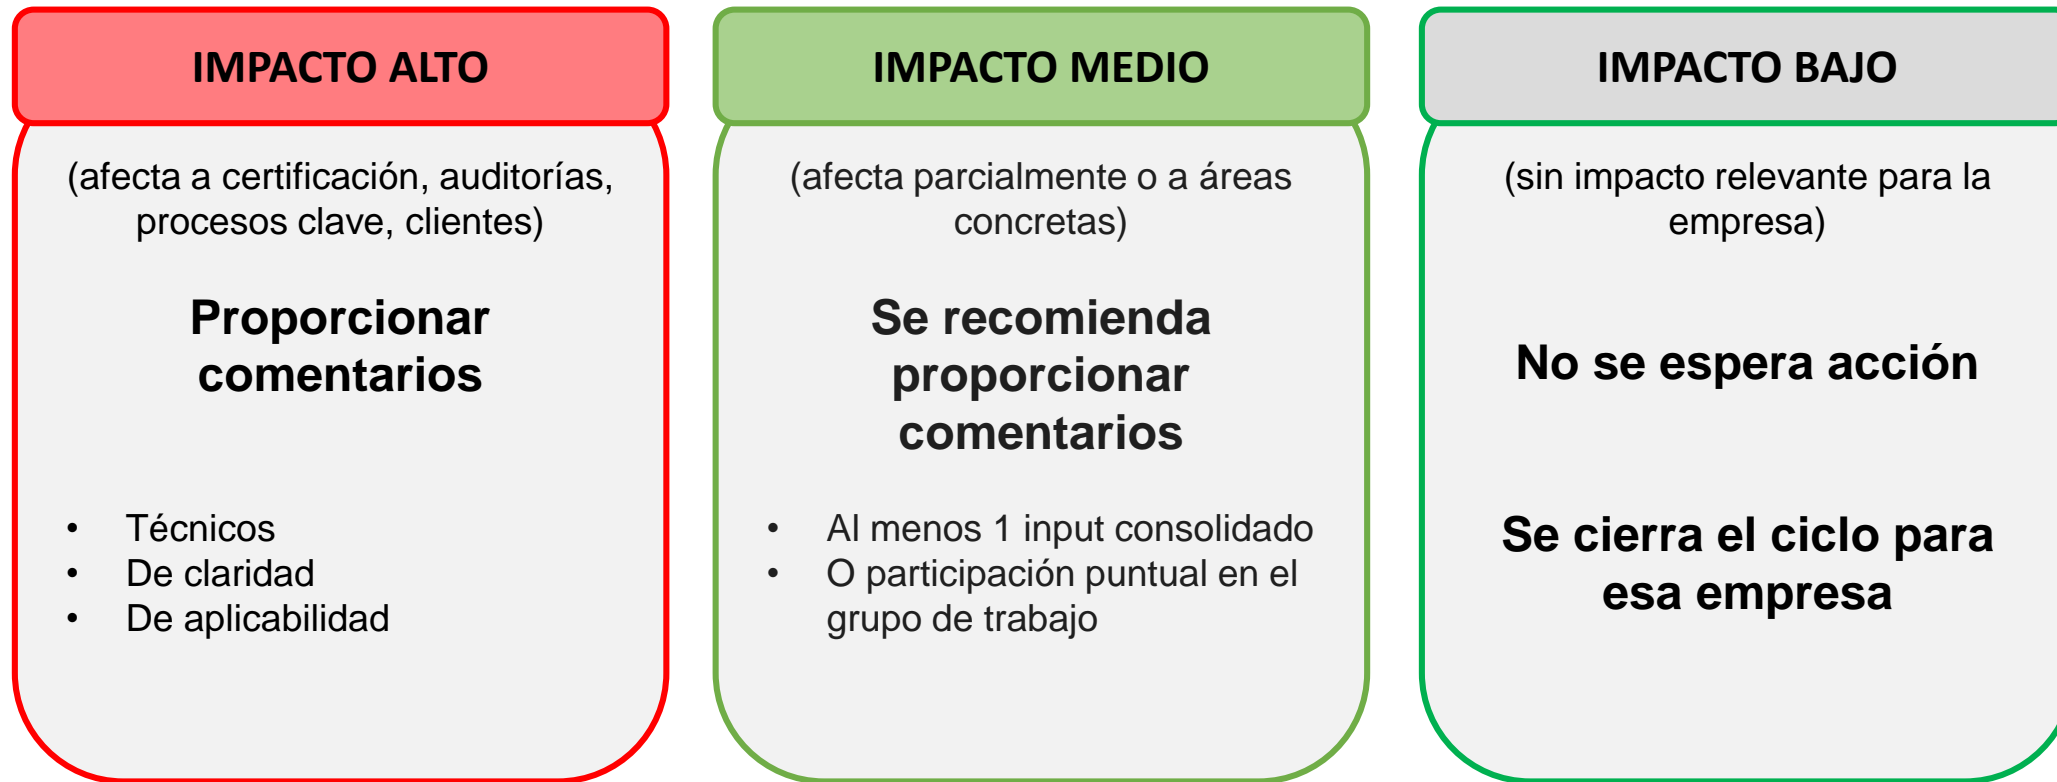 IMPACTO ALTO
(afecta a certificación, auditorías,
procesos clave, clientes)
Proporcionar
comentarios
• Técnicos
• De claridad
• De aplicabilidad
IMPACTO MEDIO
(afecta parcialmente o a áreas
concretas)
Se recomienda
proporcionar
comentarios
• Al menos 1 input consolidado
• O participación puntual en el
grupo de trabajo
IMPACTO BAJO
(sin impacto relevante para la
empresa)
No se espera acción
Se cierra el ciclo para
esa empresa